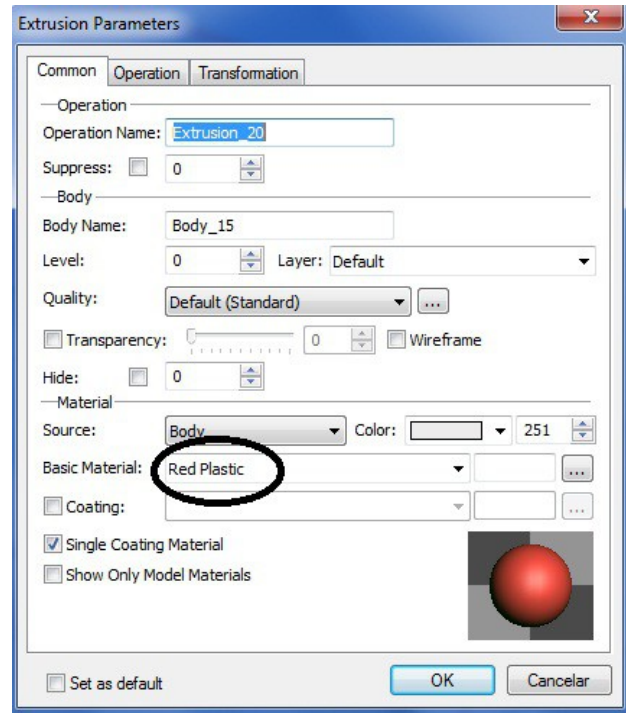 Extrusion Parameters
Common Operation Transformation
Operation
Operation Name: Extrusion_20
Suppress: 0
Body
Body Name: Body_15
Level: 0 Layer: Default
Quality: Default (Standard) ...
Transparency: 0 Wireframe
Hide: 0
Material
Source: Body Color: 251
Basic Material: Red Plastic ...
Coating: ...
Single Coating Material
Show Only Model Materials
Set as default OK Cancelar